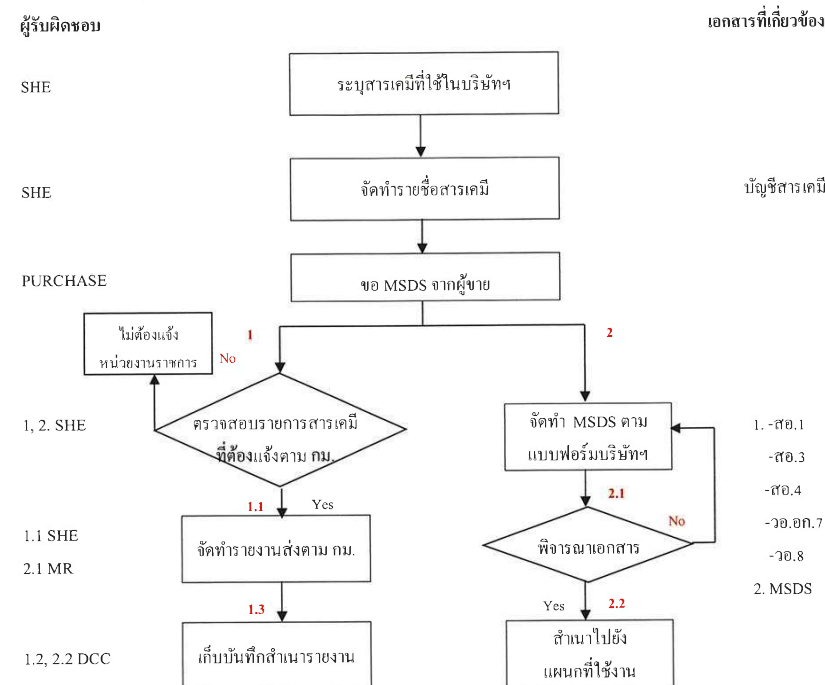 ผู้รับผิดชอบ
เอกสารที่เกี่ยวข้อง
SHE
ระบุสารเคมีที่ใช้ในบริษัทฯ
SHE
จัดทำรายชื่อสารเคมี
บัญชีสารเคมี
PURCHASE
ขอ MSDS จากผู้ขาย
1
2
ไม่ต้องแจ้ง
หน่วยงานราชการ
No
1, 2. SHE
ตรวจสอบรายการสารเคมี
ที่ต้องแจ้งตาม กม.
จัดทำ MSDS ตาม
แบบฟอร์มบริษัทฯ
1. -สอ.1
-สอ.3
-สอ.4
-วอ.อก.7
-วอ.8
2. MSDS
1.1
Yes
2.1
No
1.1 SHE
2.1 MR
จัดทำรายงานส่งตาม กม.
พิจารณาเอกสาร
1.3
Yes
2.2
1.2, 2.2 DCC
เก็บบันทึกสำเนารายงาน
สำเนาไปยัง
แผนกที่ใช้งาน